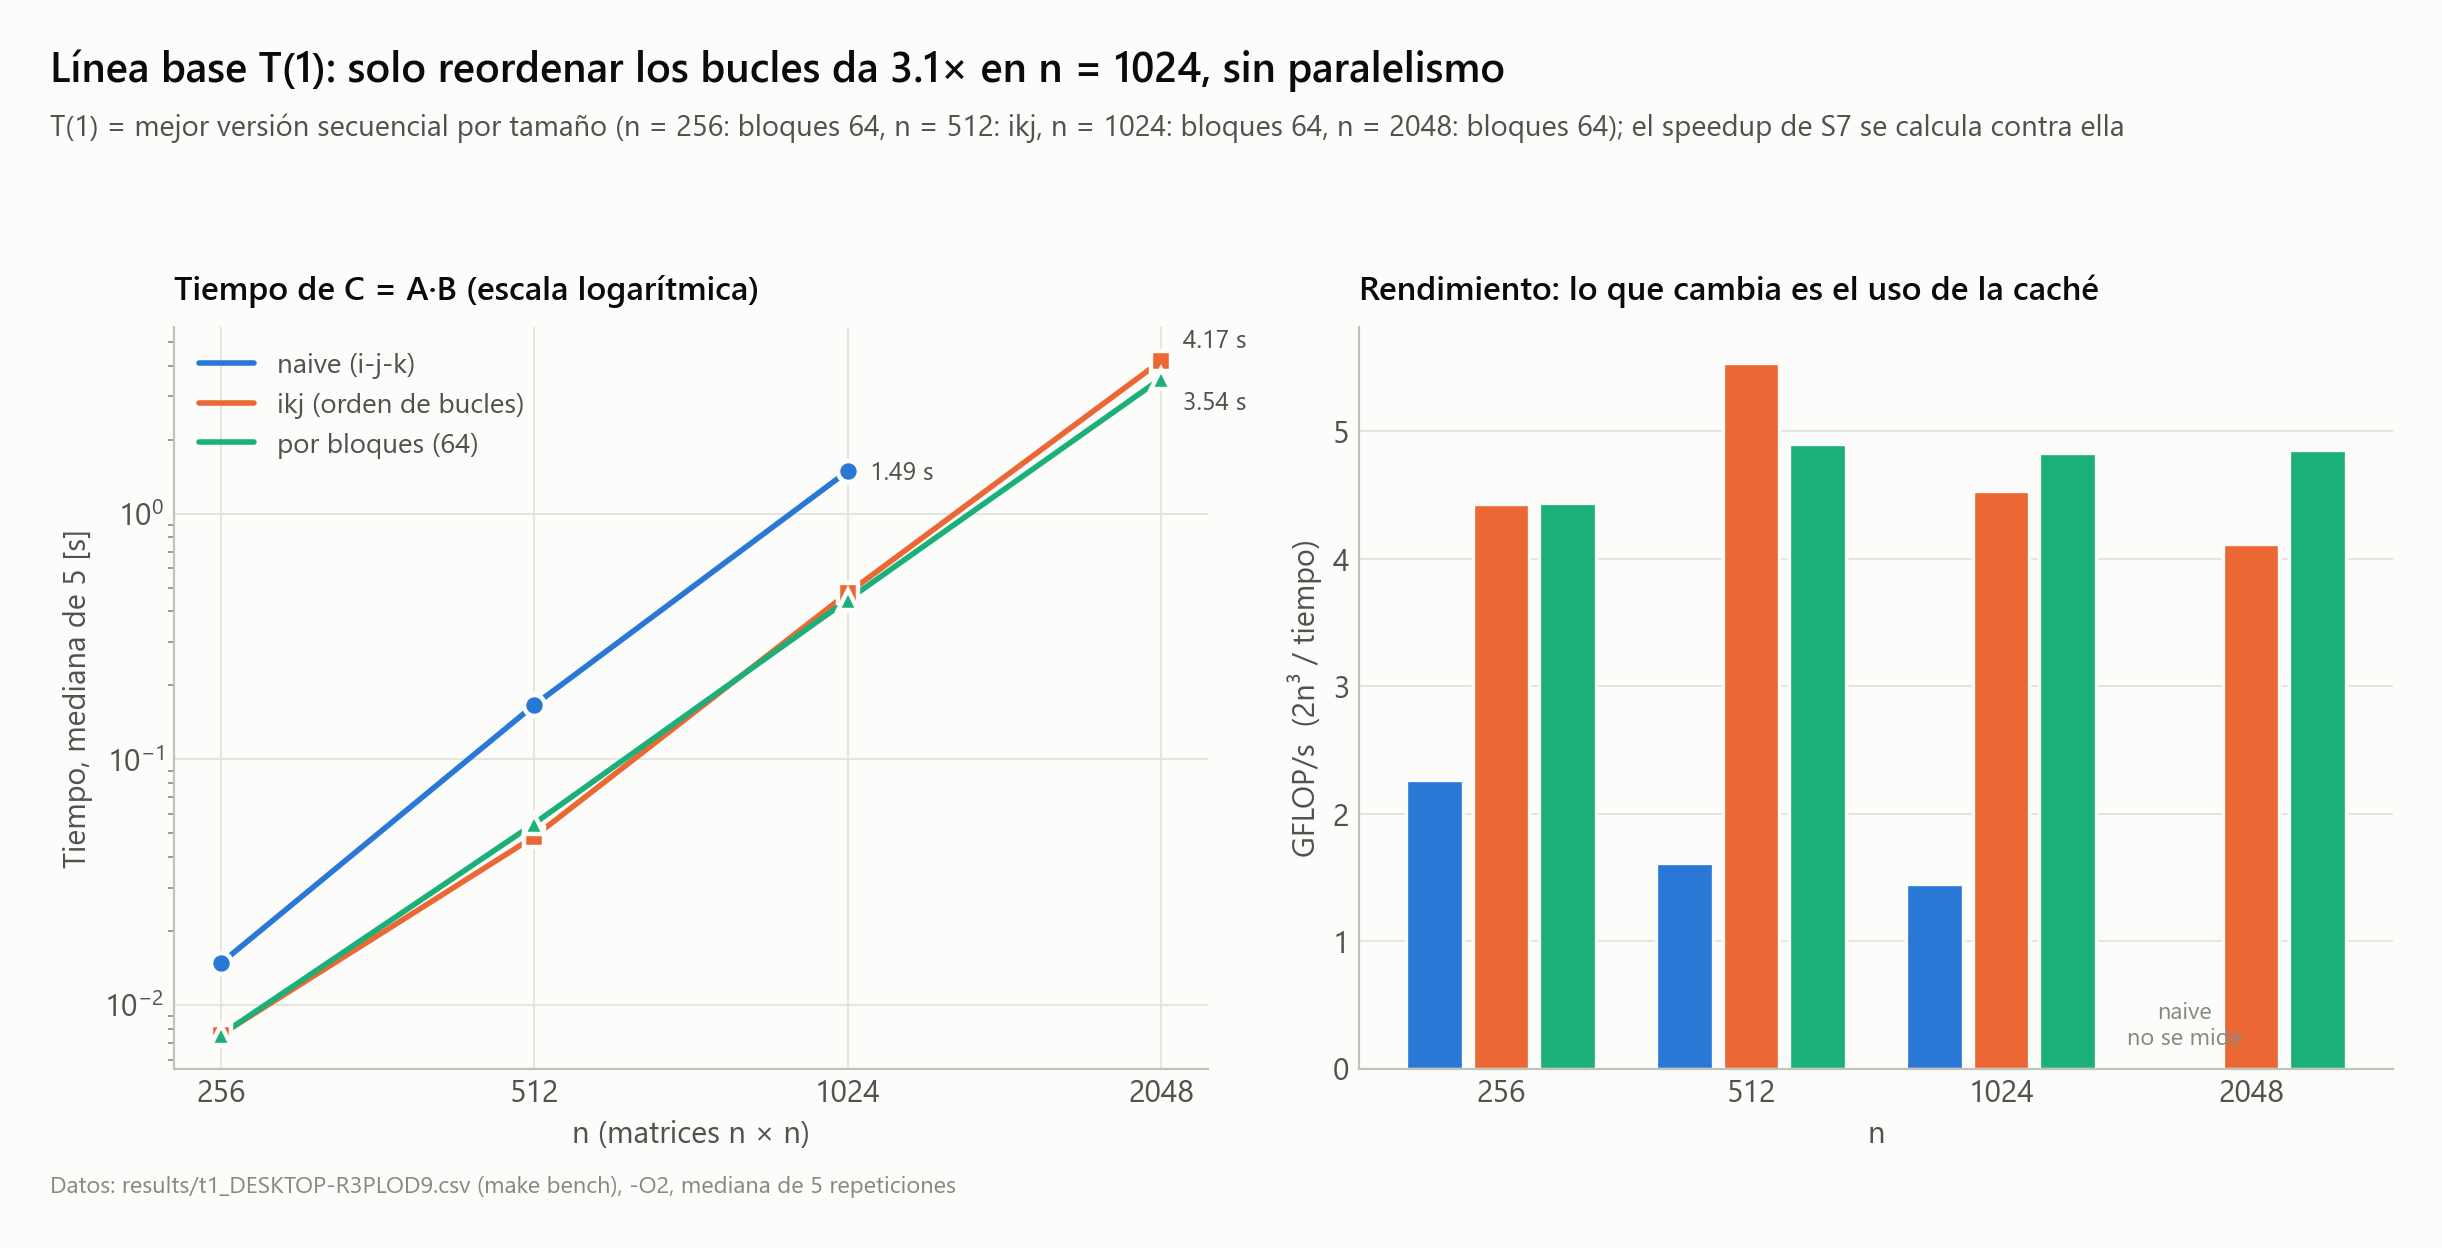 Línea base T(1): solo reordenar los bucles da 3.1× en n = 1024, sin paralelismo
T(1) = mejor versión secuencial por tamaño (n = 256: bloques 64, n = 512: ikj, n = 1024: bloques 64, n = 2048: bloques 64); el speedup de S7 se calcula contra ella
Tiempo de C = A·B (escala logarítmica)
naive (i-j-k)
ikj (orden de bucles)
por bloques (64)
4.17 s
3.54 s
1.49 s
Tiempo, mediana de 5 [s]
10⁰
10⁻¹
10⁻²
256 512 1024 2048
n (matrices n × n)
Rendimiento: lo que cambia es el uso de la caché
GFLOP/s (2n³ / tiempo)
5
4
3
2
1
0
naive
no se mide
256 512 1024 2048
n
Datos: results/t1_DESKTOP-R3PLOD9.csv (make bench), -O2, mediana de 5 repeticiones